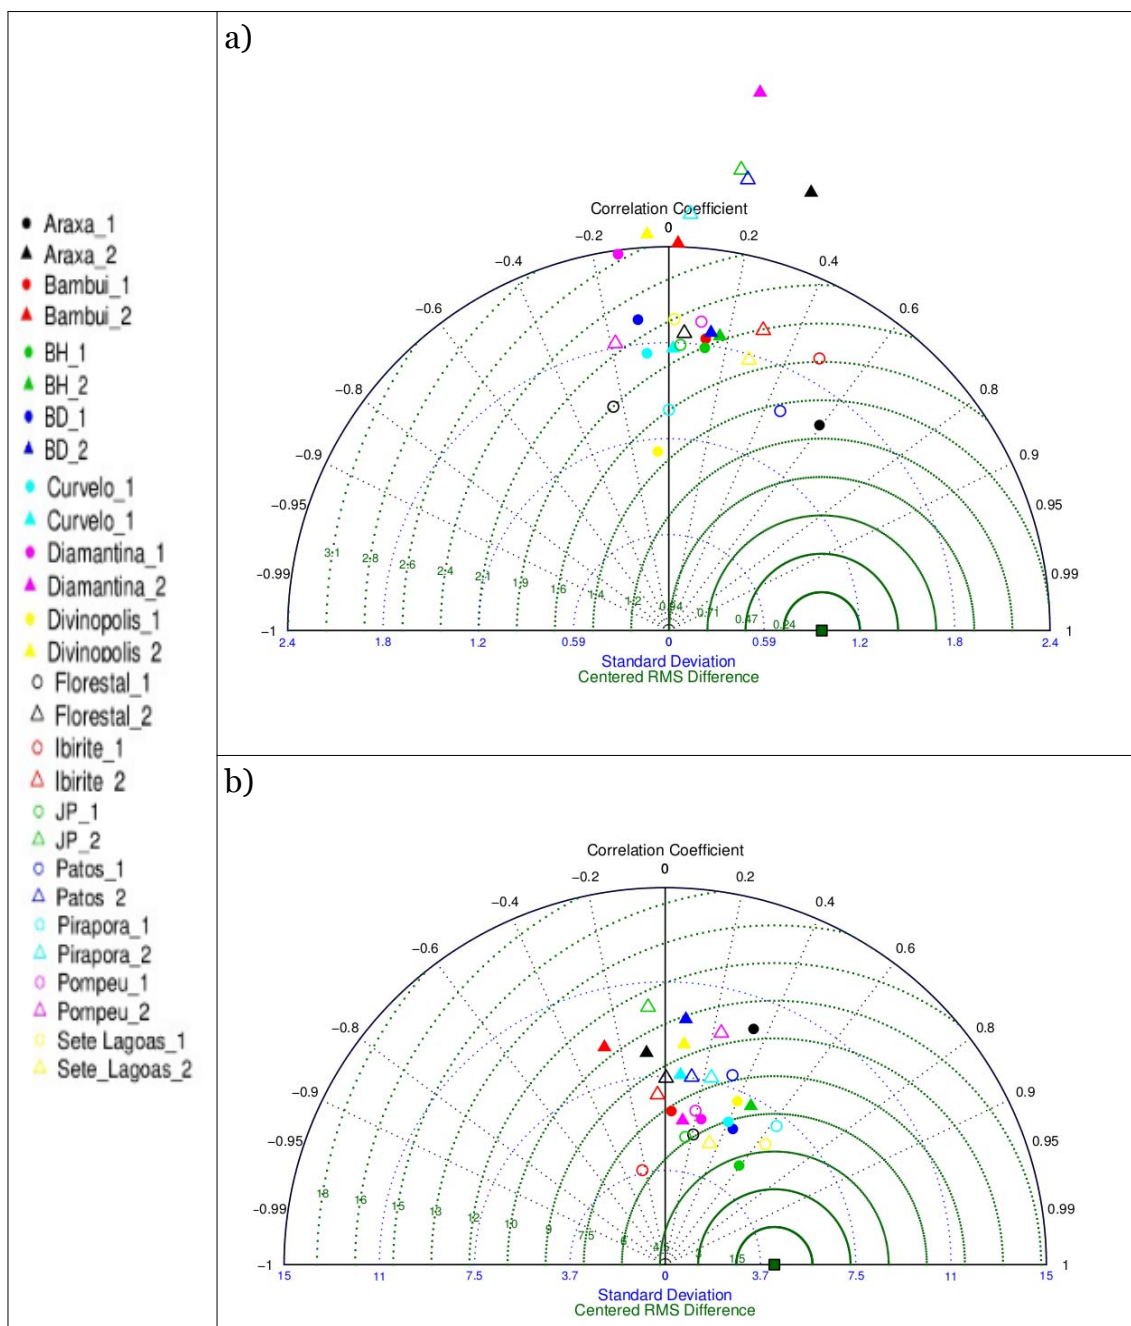 Araxa_1
Araxa_2
Bambui_1
Bambui_2
BH_1
BH_2
BD_1
BD_2
Curvelo_1
Curvelo_1
Diamantina_1
Diamantina_2
Divinopolis_1
Divinopolis_2
Florestal_1
Florestal_2
Ibirite_1
Ibirite 2
JP_1
JP_2
Patos_1
Patos 2
Pirapora_1
Pirapora_2
Pompeu_1
Pompeu_2
Sete Lagoas_1
Sete_Lagoas_2
a)
Correlation Coefficient
0
−0.2 0.2
−0.4 0.4
−0.6 0.6
−0.8 0.8
−0.9 0.9
−0.95 0.95
−0.99 0.99
3.1 2.8 2.6 2.4 2.1 1.9 1.6 1.4 1.2 0.94 0.71 0.47 0.24
−1 1
2.4 1.8 1.2 0.59 0 0.59 1.2 1.8 2.4
Standard Deviation
Centered RMS Difference
b)
Correlation Coefficient
0
−0.2 0.2
−0.4 0.4
−0.6 0.6
−0.8 0.8
−0.9 0.9
−0.95 0.95
−0.99 0.99
18 16 15 13 12 10 9 7.5 6 1.5
−1 1
15 11 7.5 3.7 0 3.7 7.5 11 15
Standard Deviation
Centered RMS Difference